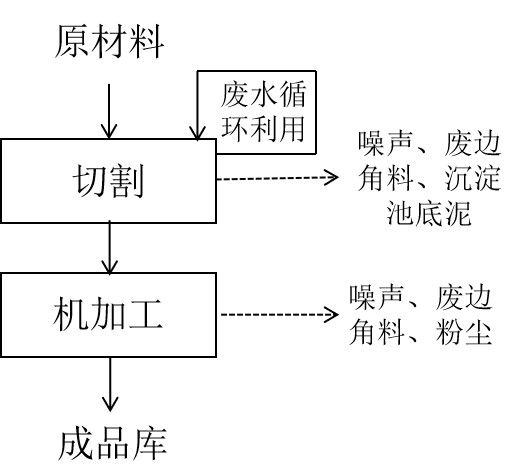 原材料
废水循
环利用
切割
噪声、废边
角料、沉淀
池底泥
机加工
噪声、废边
角料、粉尘
成品库